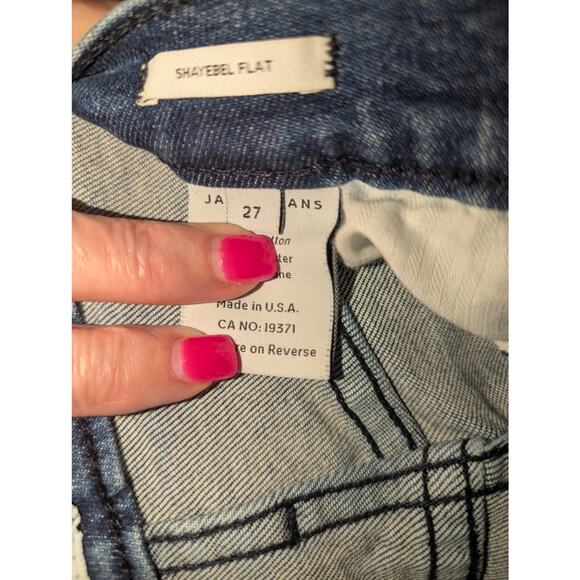 SHAYEBEL FLAT
JA ANS
27
Made in U.S.A.
CA NO: 19371
on Reverse